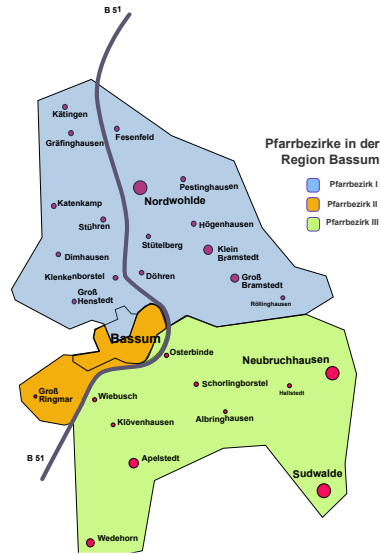 B 51
Kätingen
Fesenfeld
Gräfinghausen
Pfarrbezirke in der
Region Bassum
Pfarrbezirk I
Pfarrbezirk II
Pfarrbezirk III
Pestinghausen
Nordwohlde
Katenkamp
Stühren
Högenhausen
Stütelberg
Klein
Bramstedt
Dimhausen
Klenkenborstel
Döhren
Groß
Bramstedt
Groß
Henstedt
Röllinghausen
Bassum
Osterbinde
Neubruchhausen
Schorlingborstel
Hallstedt
Groß
Ringmar
Wiebusch
Albringhausen
Klövenhausen
B 51
Apelstedt
Sudwalde
Wedehorn